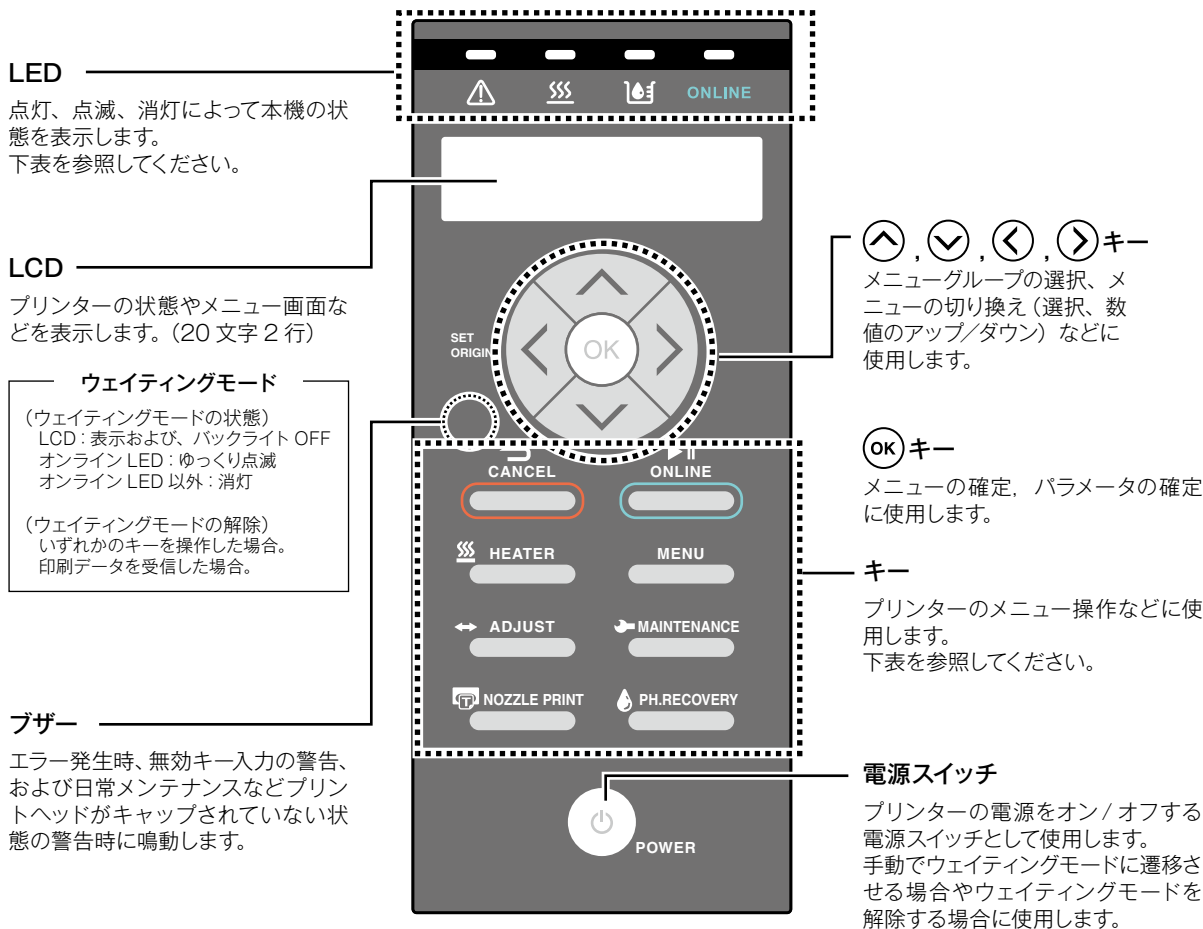 LED
点灯、点滅、消灯によって本機の状
態を表示します。
下表を参照してください。
LCD
プリンターの状態やメニュー画面な
どを表示します。(20 文字 2 行)
ウェイティングモード
(ウェイティングモードの状態)
LCD:表示および、バックライト OFF
オンライン LED:ゆっくり点滅
オンライン LED 以外:消灯
(ウェイティングモードの解除)
いずれかのキーを操作した場合。
印刷データを受信した場合。
ブザー
エラー発生時、無効キー入力の警告、
および日常メンテナンスなどプリン
トヘッドがキャップされていない状
態の警告時に鳴動します。
ONLINE
SET
ORIGIN
OK
CANCEL
ONLINE
HEATER
MENU
ADJUST
MAINTENANCE
NOZZLE PRINT
PH.RECOVERY
POWER
, , , キー
メニューグループの選択、メ
ニューの切り換え(選択、数
値のアップ/ダウン)などに
使用します。
OK キー
メニューの確定, パラメータの確定
に使用します。
キー
プリンターのメニュー操作などに使
用します。
下表を参照してください。
電源スイッチ
プリンターの電源をオン / オフする
電源スイッチとして使用します。
手動でウェイティングモードに遷移さ
せる場合やウェイティングモードを
解除する場合に使用します。